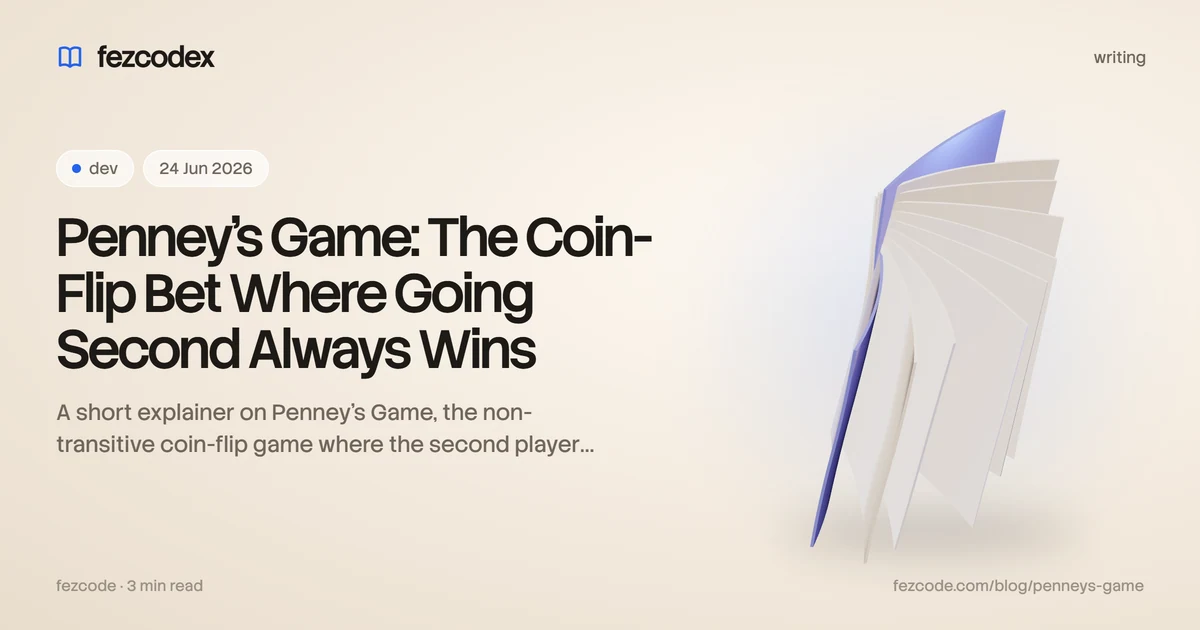 fezcodex
writing
dev
24 Jun 2026
Penney’s Game: The Coin-
Flip Bet Where Going
Second Always Wins
A short explainer on Penney’s Game, the non-
transitive coin-flip game where the second player...
fezcode · 3 min read
fezcode.com/blog/penneys-game